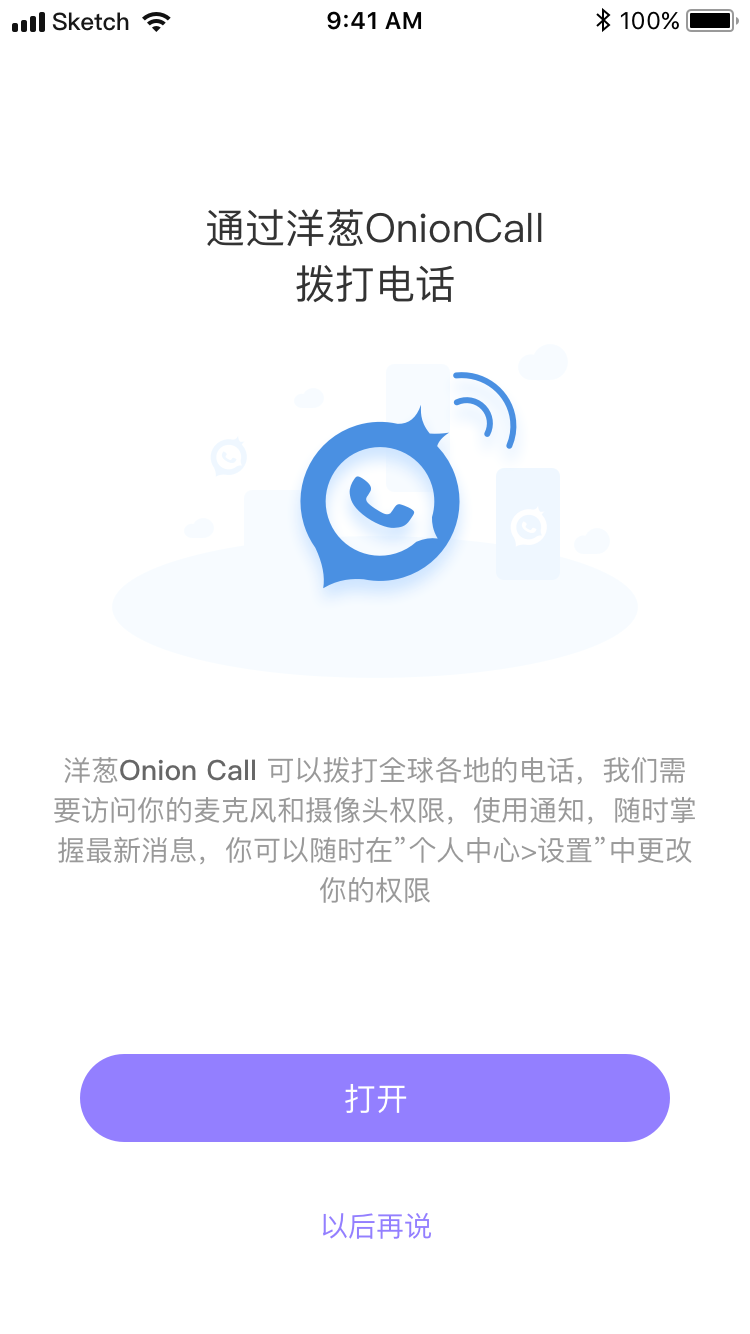 Sketch 9:41 AM 100%
通过洋葱OnionCall
拨打电话
洋葱Onion Call 可以拨打全球各地的电话，我们需
要访问你的麦克风和摄像头权限，使用通知，随时掌
握最新消息，你可以随时在”个人中心>设置”中更改
你的权限
打开
以后再说